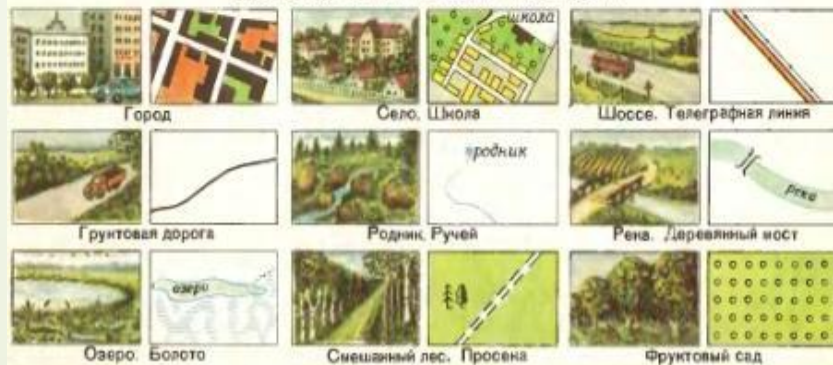 школа
Город
Село. Школа
Шоссе. Телеграфная линия
родник
река
Грунтовая дорога
Родник. Ручей
Река. Деревянный мост
озеро
Озеро. Болото
Смешанный лес. Просека
Фруктовый сад